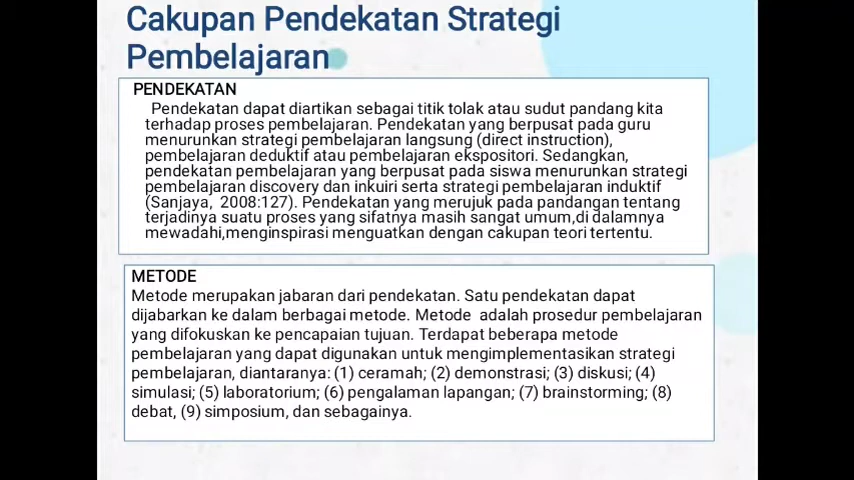 Cakupan Pendekatan Strategi
Pembelajaran
PENDEKATAN
Pendekatan dapat diartikan sebagai titik tolak atau sudut pandang kita
terhadap proses pembelajaran. Pendekatan yang berpusat pada guru
menurunkan strategi pembelajaran langsung (direct instruction),
pembelajaran deduktif atau pembelajaran ekspositori. Sedangkan,
pendekatan pembelajaran yang berpusat pada siswa menurunkan strategi
pembelajaran discovery dan inkuiri serta strategi pembelajaran induktif
(Sanjaya, 2008:127). Pendekatan yang merujuk pada pandangan tentang
terjadinya suatu proses yang sifatnya masih sangat umum,di dalamnya
mewadahi,menginspirasi menguatkan dengan cakupan teori tertentu.
METODE
Metode merupakan jabaran dari pendekatan. Satu pendekatan dapat
dijabarkan ke dalam berbagai metode. Metode adalah prosedur pembelajaran
yang difokuskan ke pencapaian tujuan. Terdapat beberapa metode
pembelajaran yang dapat digunakan untuk mengimplementasikan strategi
pembelajaran, diantaranya: (1) ceramah; (2) demonstrasi; (3) diskusi; (4)
simulasi; (5) laboratorium; (6) pengalaman lapangan; (7) brainstorming; (8)
debat, (9) simposium, dan sebagainya.